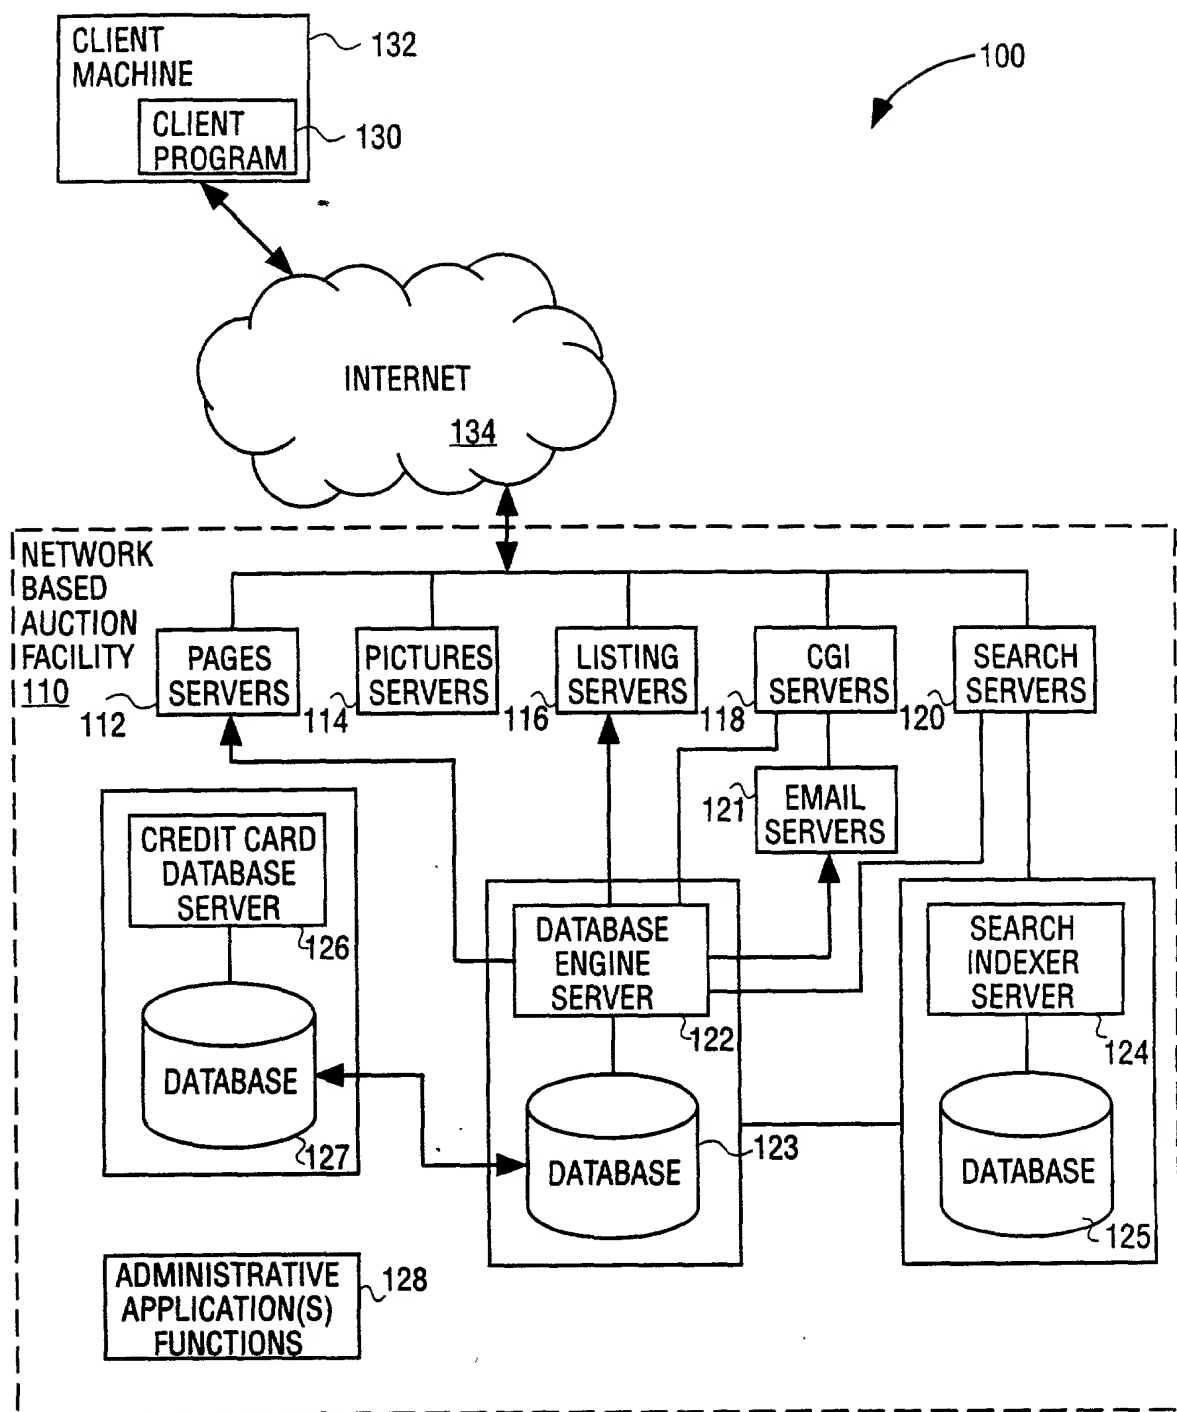 CLIENT
MACHINE
132
CLIENT
PROGRAM
130
100
INTERNET
134
NETWORK
BASED
AUCTION
FACILITY
110
PAGES
SERVERS
112
PICTURES
SERVERS
114
LISTING
SERVERS
116
CGI
SERVERS
118
SEARCH
SERVERS
120
EMAIL
SERVERS
121
CREDIT CARD
DATABASE
SERVER
126
DATABASE
127
DATABASE
ENGINE
SERVER
122
DATABASE
123
SEARCH
INDEXER
SERVER
124
DATABASE
125
ADMINISTRATIVE
APPLICATION(S)
FUNCTIONS
128